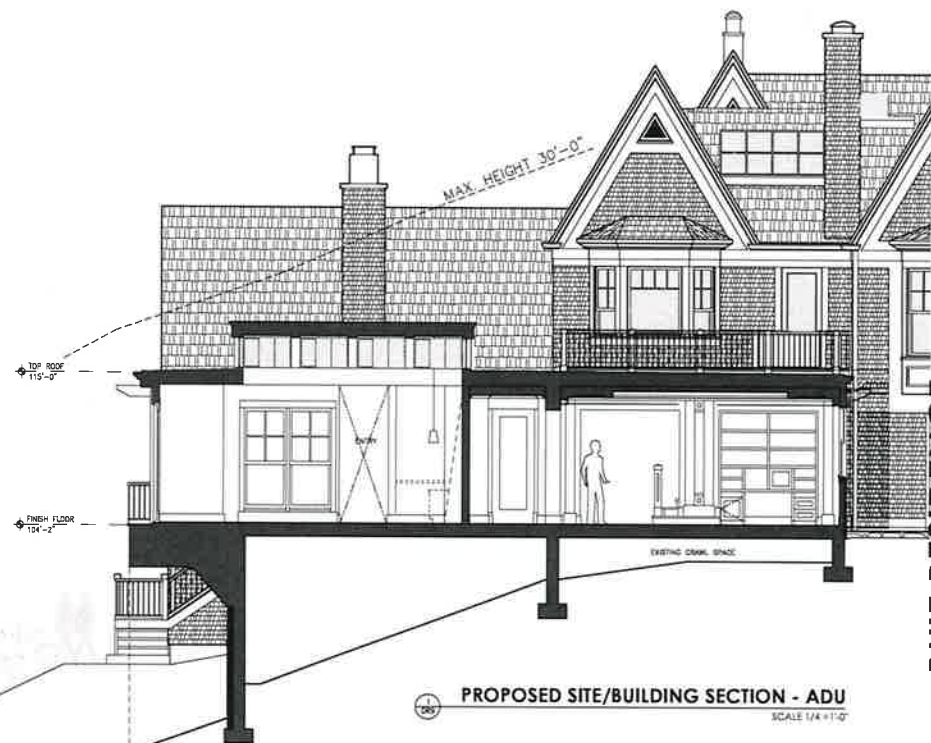 MAX. HEIGHT 30'-0"
TOP ROOF
115'-0"
ENTRY
FINISH FLOOR
104'-2"
EXISTING CRAWL SPACE
1
PROPOSED SITE/BUILDING SECTION - ADU
SCALE 1/4"=1'-0"